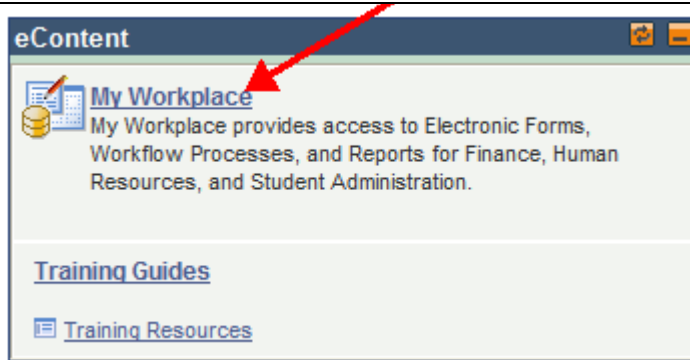 eContent
My Workplace
My Workplace provides access to Electronic Forms,
Workflow Processes, and Reports for Finance, Human
Resources, and Student Administration.
Training Guides
Training Resources